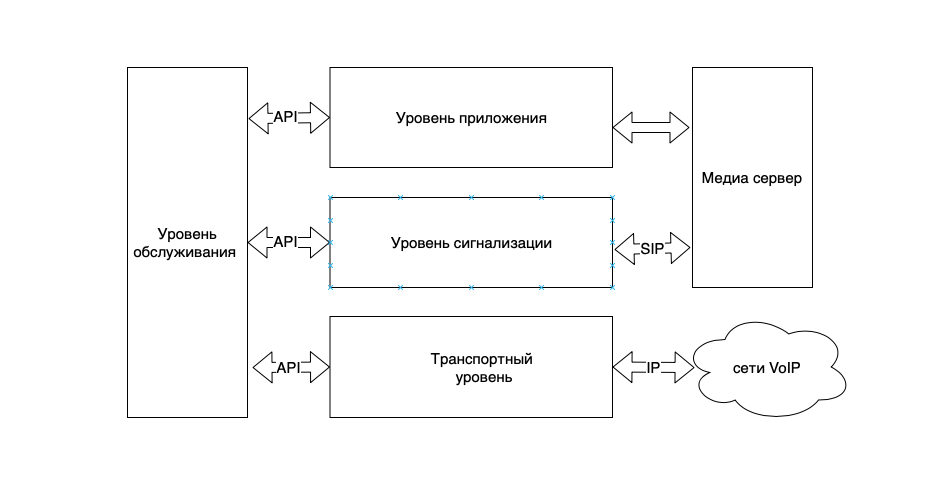 API
Уровень приложения
Медиа сервер
Уровень
обслуживания
API
Уровень сигнализации
SIP
API
Транспортный
уровень
IP
сети VoIP